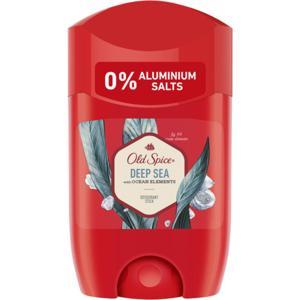 0% ALUMINIUM
SALTS
Old Spice
DEEP SEA
with OCEAN ELEMENTS
DEODORANT
STICK